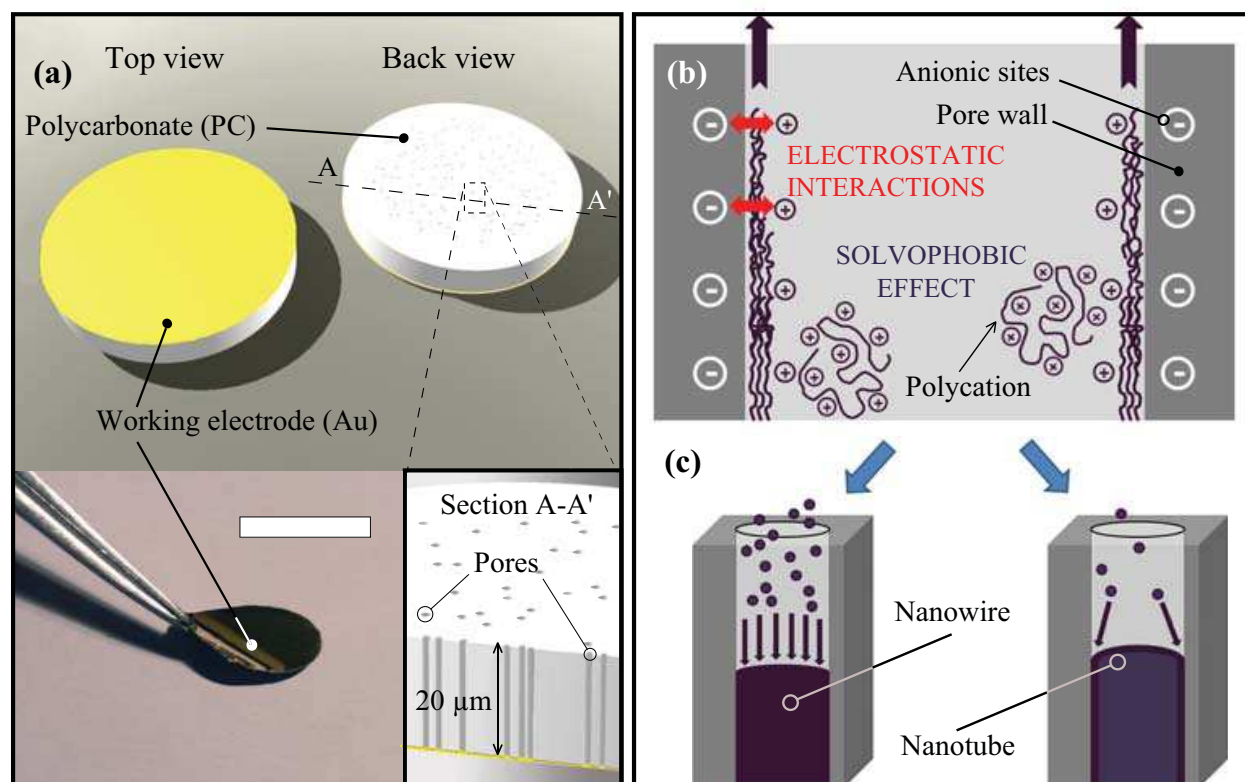 (a)
Top view
Back view
Polycarbonate (PC)
A
A'
Working electrode (Au)
Section A-A'
Pores
20 µm
(b)
Anionic sites
Pore wall
ELECTROSTATIC
INTERACTIONS
SOLVOPHOBIC
EFFECT
Polycation
(c)
Nanowire
Nanotube